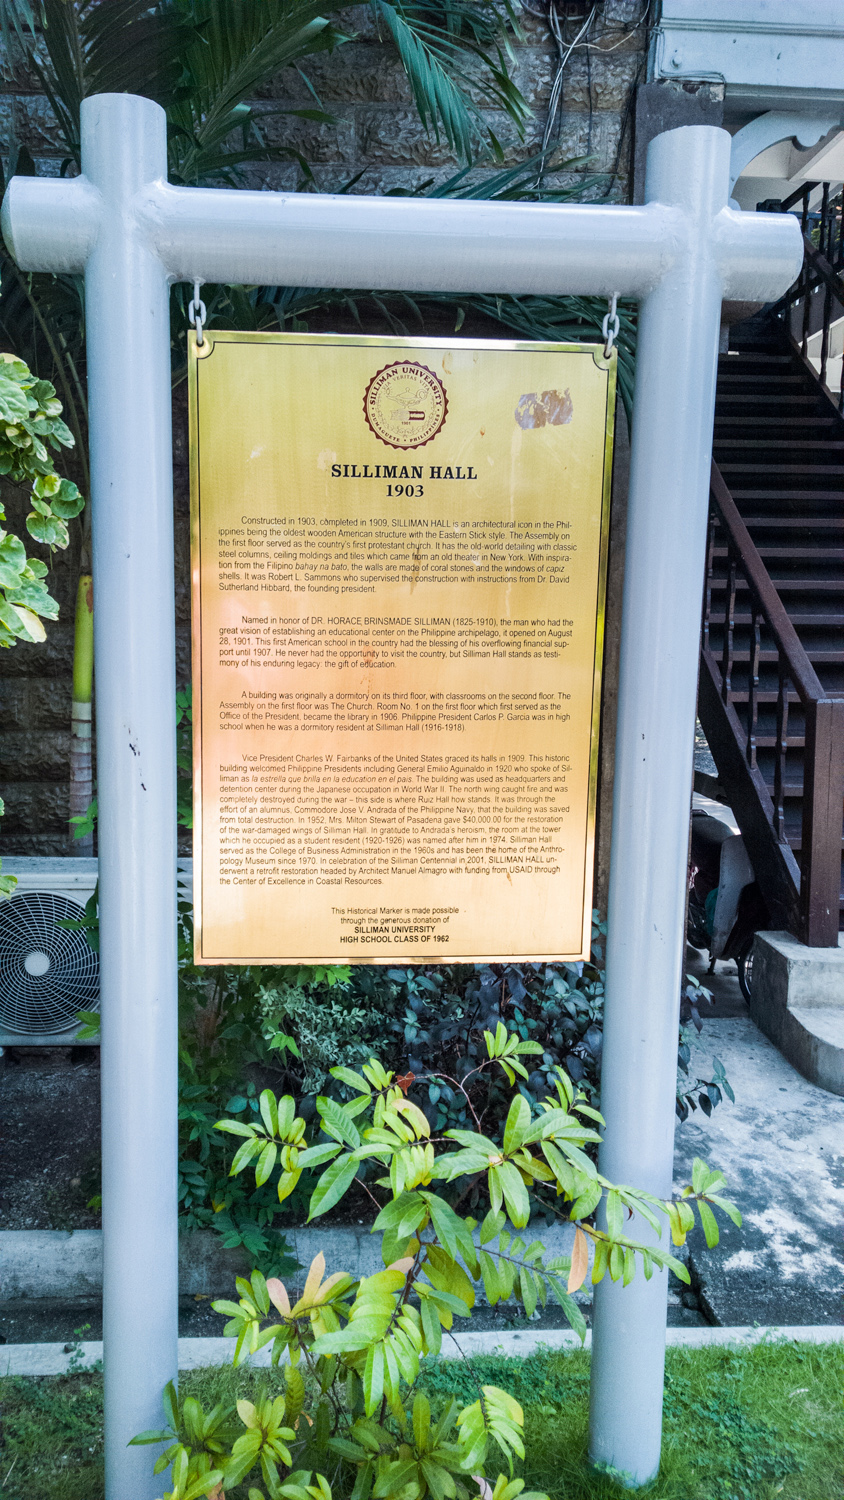 SILLIMAN UNIVERSITY
VIA VERITAS VITA
1901
DUMAGUETE • PHILIPPINES
SILLIMAN HALL
1903
Constructed in 1903, completed in 1909, SILLIMAN HALL is an architectural icon in the Phil-
ippines being the oldest wooden American structure with the Eastern Stick style. The Assembly on
the first floor served as the country's first protestant church. It has the old-world detailing with classic
steel columns, ceiling moldings and tiles which came from an old theater in New York. With inspira-
tion from the Filipino bahay na bato, the walls are made of coral stones and the windows of capiz
shells. It was Robert L. Sammons who supervised the construction with instructions from Dr. David
Sutherland Hibbard, the founding president.
Named in honor of DR. HORACE BRINSMADE SILLIMAN (1825-1910), the man who had the
great vision of establishing an educational center on the Philippine archipelago, it opened on August
28, 1901. This first American school in the country had the blessing of his overflowing financial sup-
port until 1907. He never had the opportunity to visit the country, but Silliman Hall stands as testi-
mony of his enduring legacy: the gift of education.
A building was originally a dormitory on its third floor, with classrooms on the second floor. The
Assembly on the first floor was The Church. Room No. 1 on the first floor which first served as the
Office of the President, became the library in 1906. Philippine President Carlos P. Garcia was in high
school when he was a dormitory resident at Silliman Hall (1916-1918).
Vice President Charles W. Fairbanks of the United States graced its halls in 1909. This historic
building welcomed Philippine Presidents including General Emilio Aguinaldo in 1920 who spoke of Sil-
liman as la estrella que brilla en la education en el pais. The building was used as headquarters and
detention center during the Japanese occupation in World War II. The north wing caught fire and was
completely destroyed during the war – this side is where Ruiz Hall now stands. It was through the
effort of an alumnus, Commodore Jose V. Andrada of the Philippine Navy, that the building was saved
from total destruction. In 1952, Mrs. Milton Stewart of Pasadena gave $40,000.00 for the restoration
of the war-damaged wings of Silliman Hall. In gratitude to Andrada's heroism, the room at the tower
which he occupied as a student resident (1920-1926) was named after him in 1974. Silliman Hall
served as the College of Business Administration in the 1960s and has been the home of the Anthro-
pology Museum since 1970. In celebration of the Silliman Centennial in 2001, SILLIMAN HALL un-
derwent a retrofit restoration headed by Architect Manuel Almagro with funding from USAID through
the Center of Excellence in Coastal Resources.
This Historical Marker is made possible
through the generous donation of
SILLIMAN UNIVERSITY
HIGH SCHOOL CLASS OF 1962